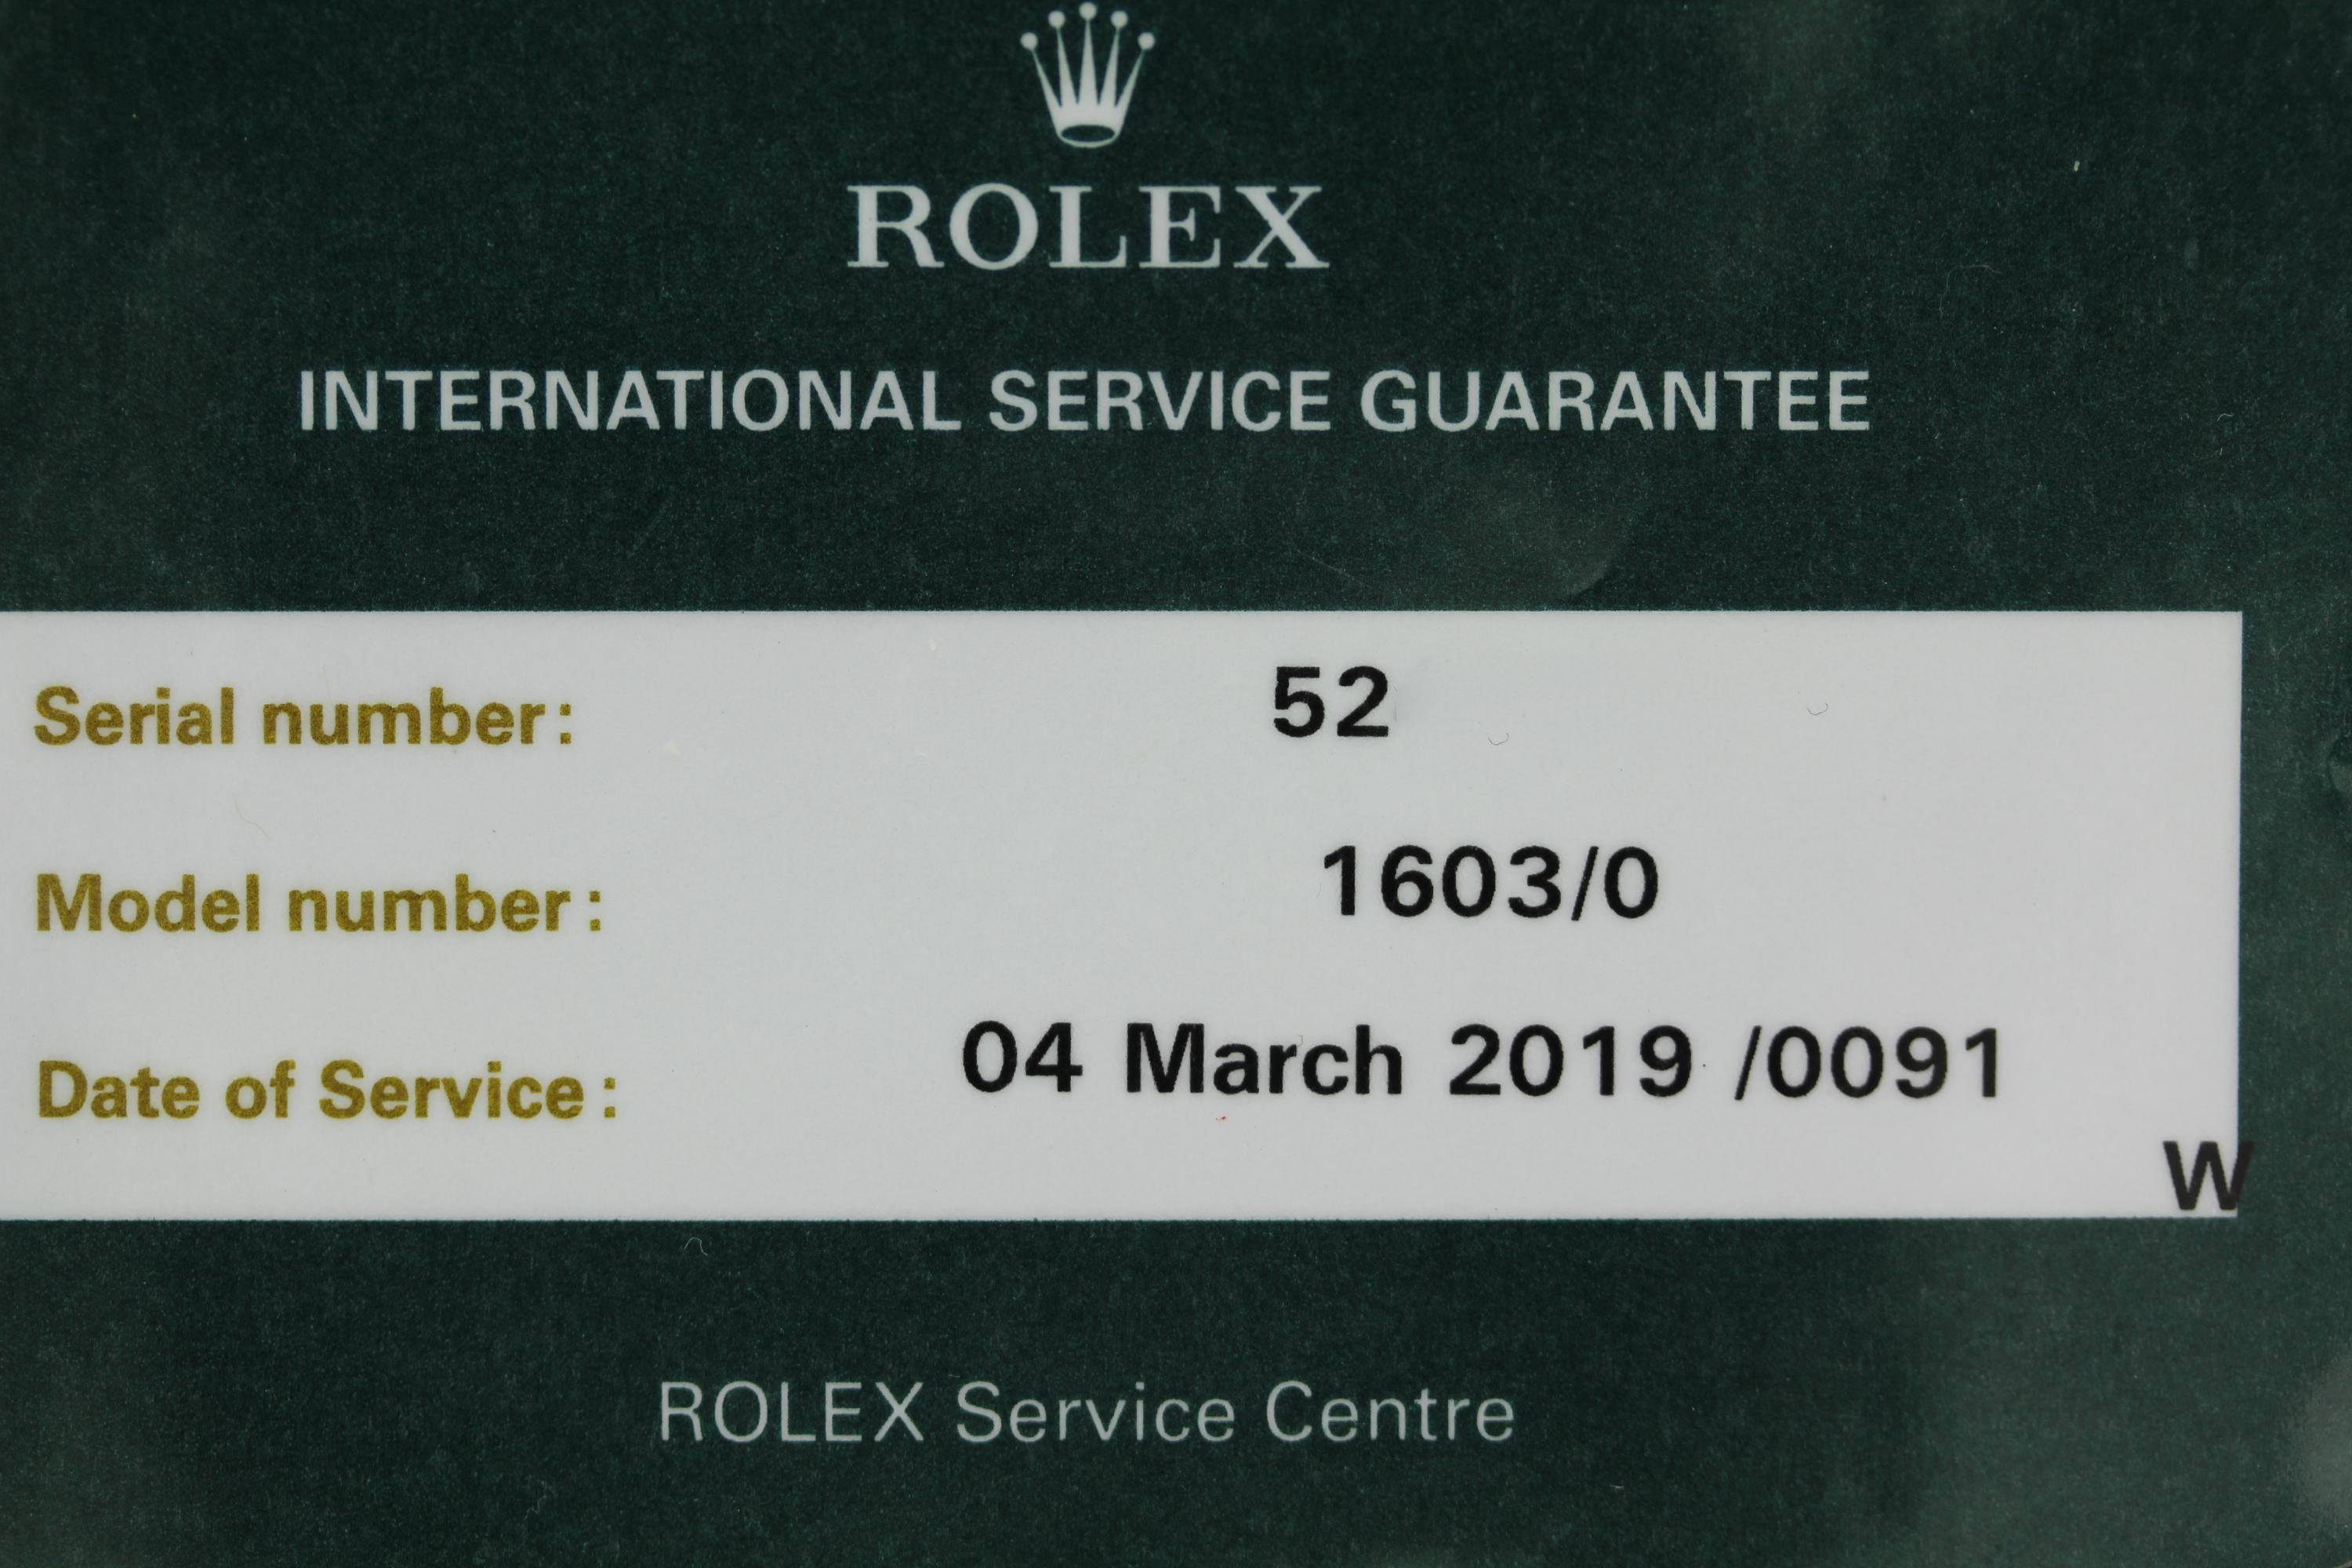 ROLEX
INTERNATIONAL SERVICE GUARANTEE
Serial number: 52
Model number: 1603/0
Date of Service: 04 March 2019 /0091
W
ROLEX Service Centre